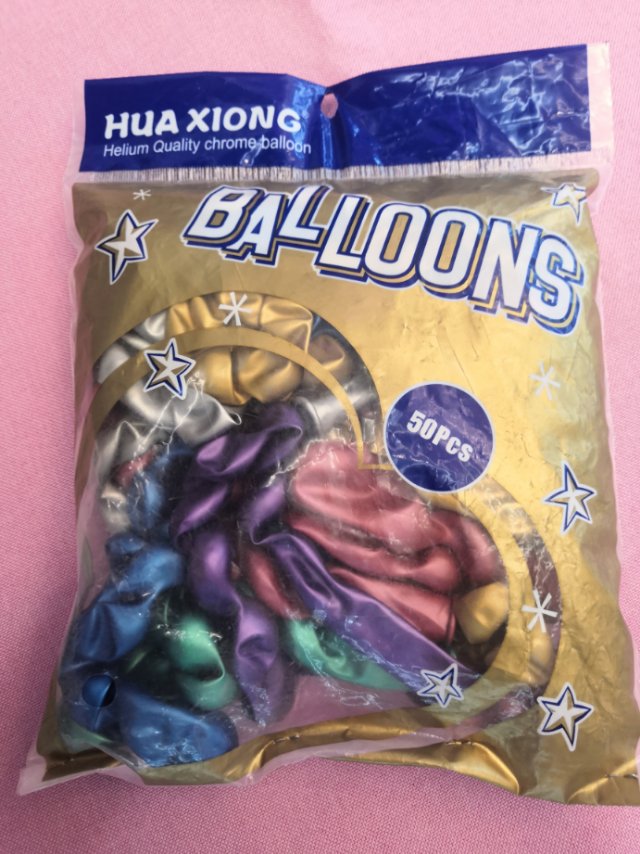 HUA XIONG
Helium Quality chrome balloon
BALLOONS
50Pcs